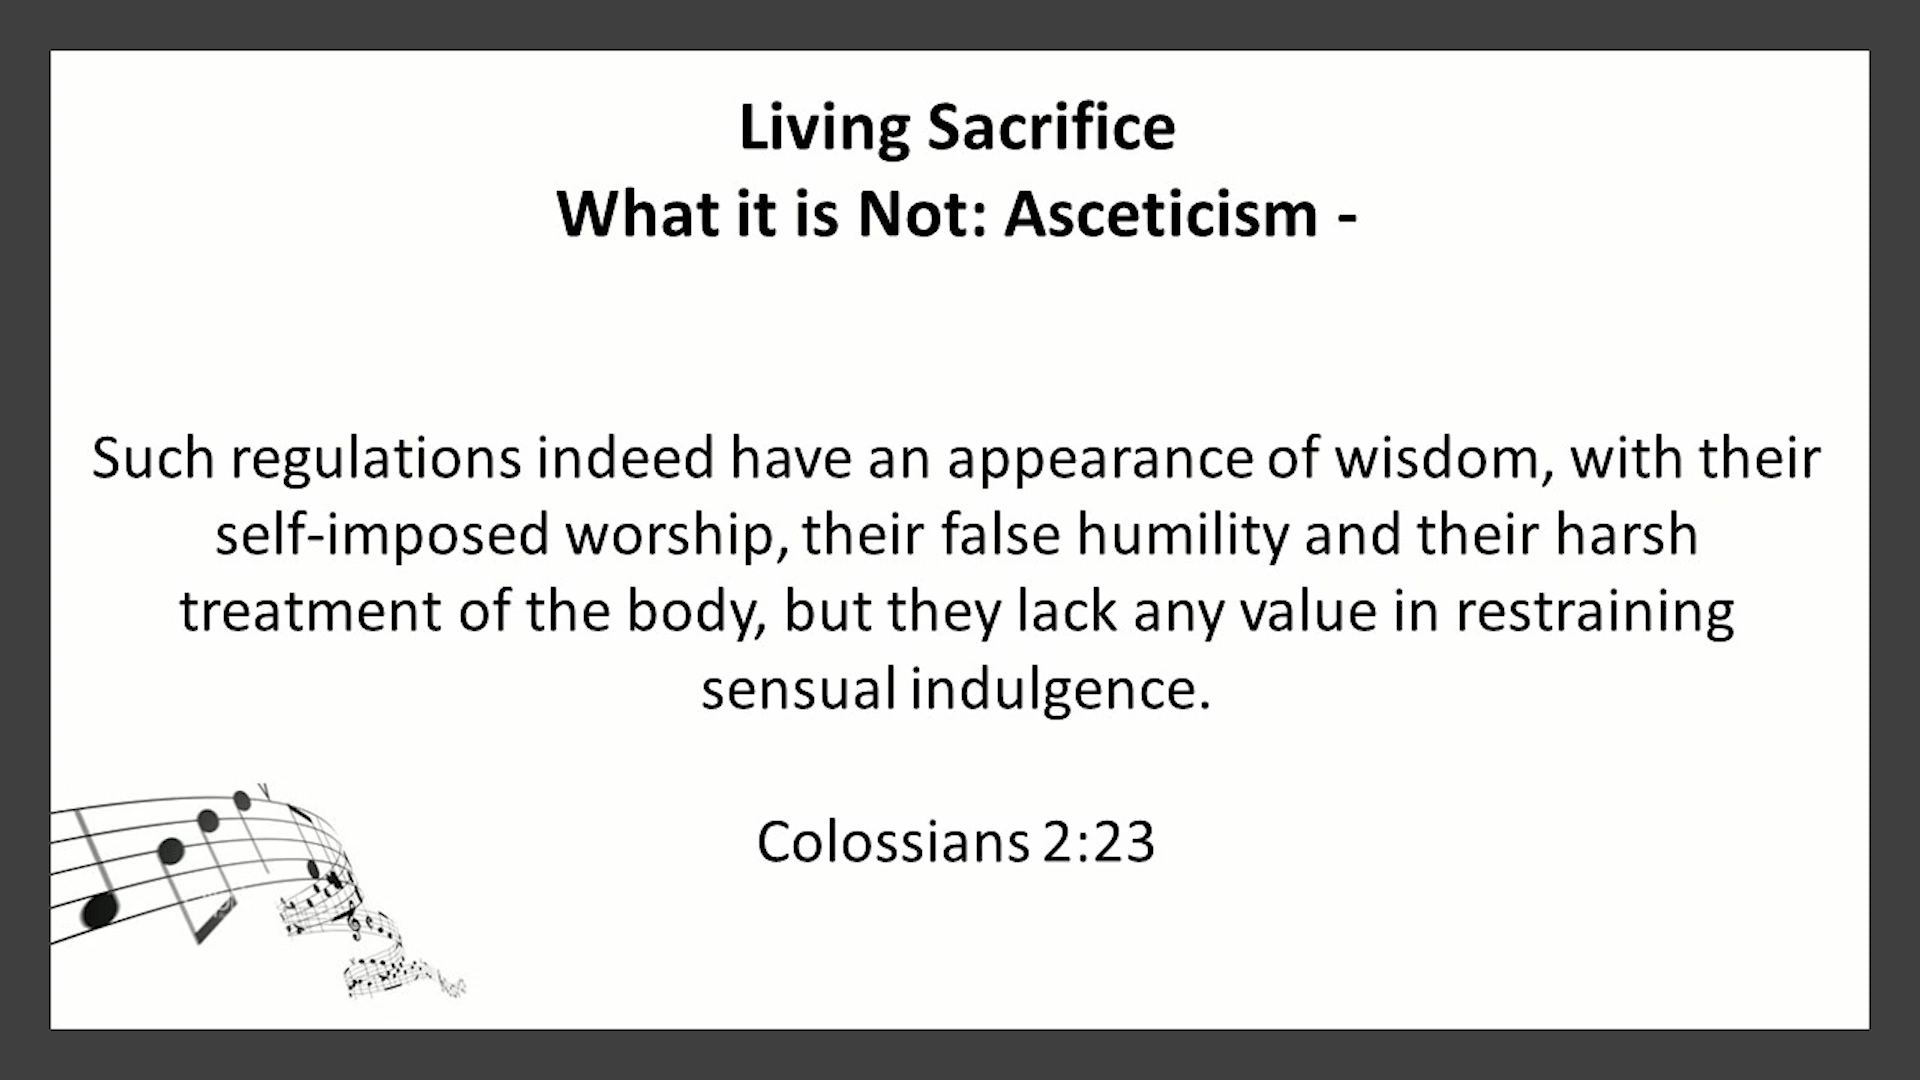 Living Sacrifice
What it is Not: Asceticism -
Such regulations indeed have an appearance of wisdom, with their
self-imposed worship, their false humility and their harsh
treatment of the body, but they lack any value in restraining
sensual indulgence.
Colossians 2:23